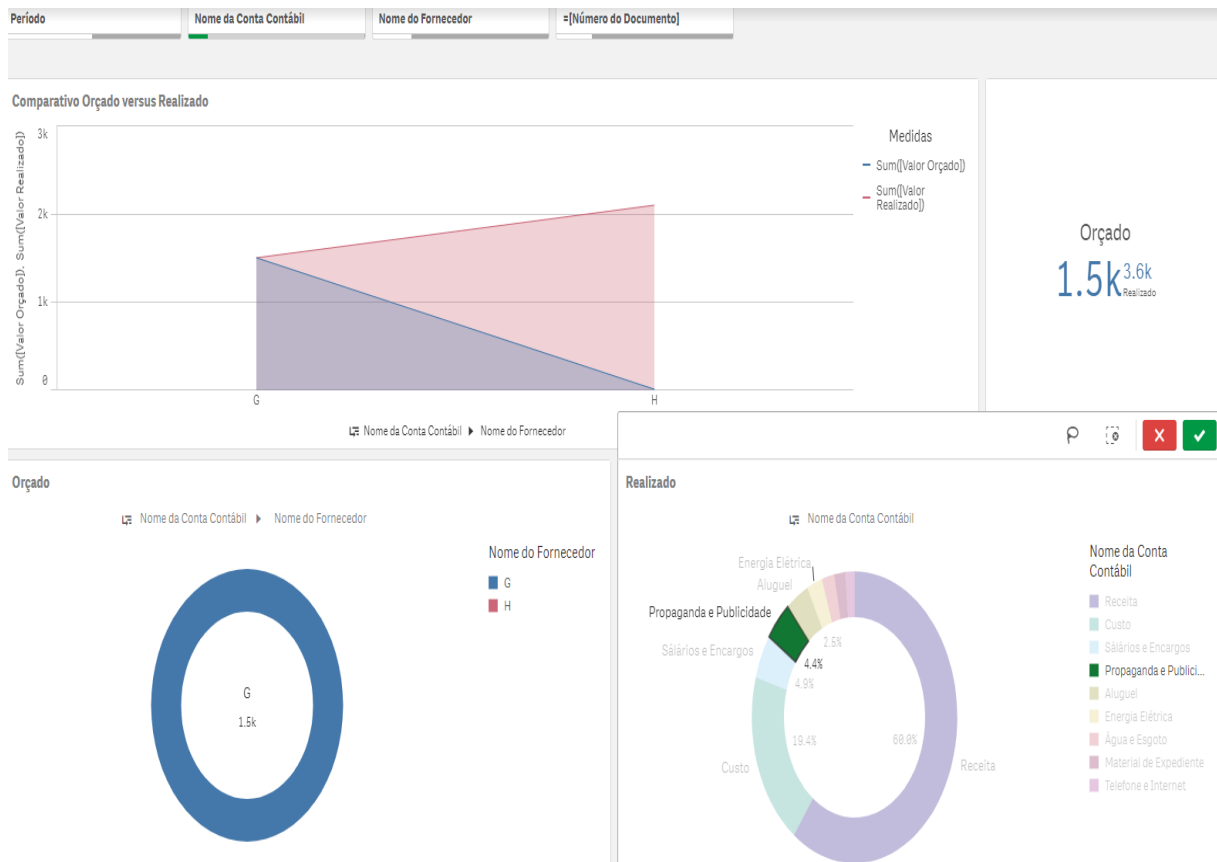 Período
Nome da Conta Contábil
Nome do Fornecedor
=[Número do Documento]
Comparativo Orçado versus Realizado
Sum([Valor Orçado]), Sum([Valor Realizado])
3k
2k
1k
0
G
H
Medidas
Sum([Valor Orçado])
Sum([Valor
Realizado])
Nome da Conta Contábil ▸ Nome do Fornecedor
Orçado
1.5k
3.6k
Realizado
Orçado
Nome da Conta Contábil ▸ Nome do Fornecedor
G
1.5k
Nome do Fornecedor
G
H
Realizado
Nome da Conta Contábil
Energia Elétrica
Aluguel
Propaganda e Publicidade
Sálários e Encargos
Custo
Receita
2.5%
4.4%
4.9%
19.4%
60.0%
Nome da Conta
Contábil
Receita
Custo
Sálários e Encargos
Propaganda e Publici...
Aluguel
Energia Elétrica
Água e Esgoto
Material de Expediente
Telefone e Internet